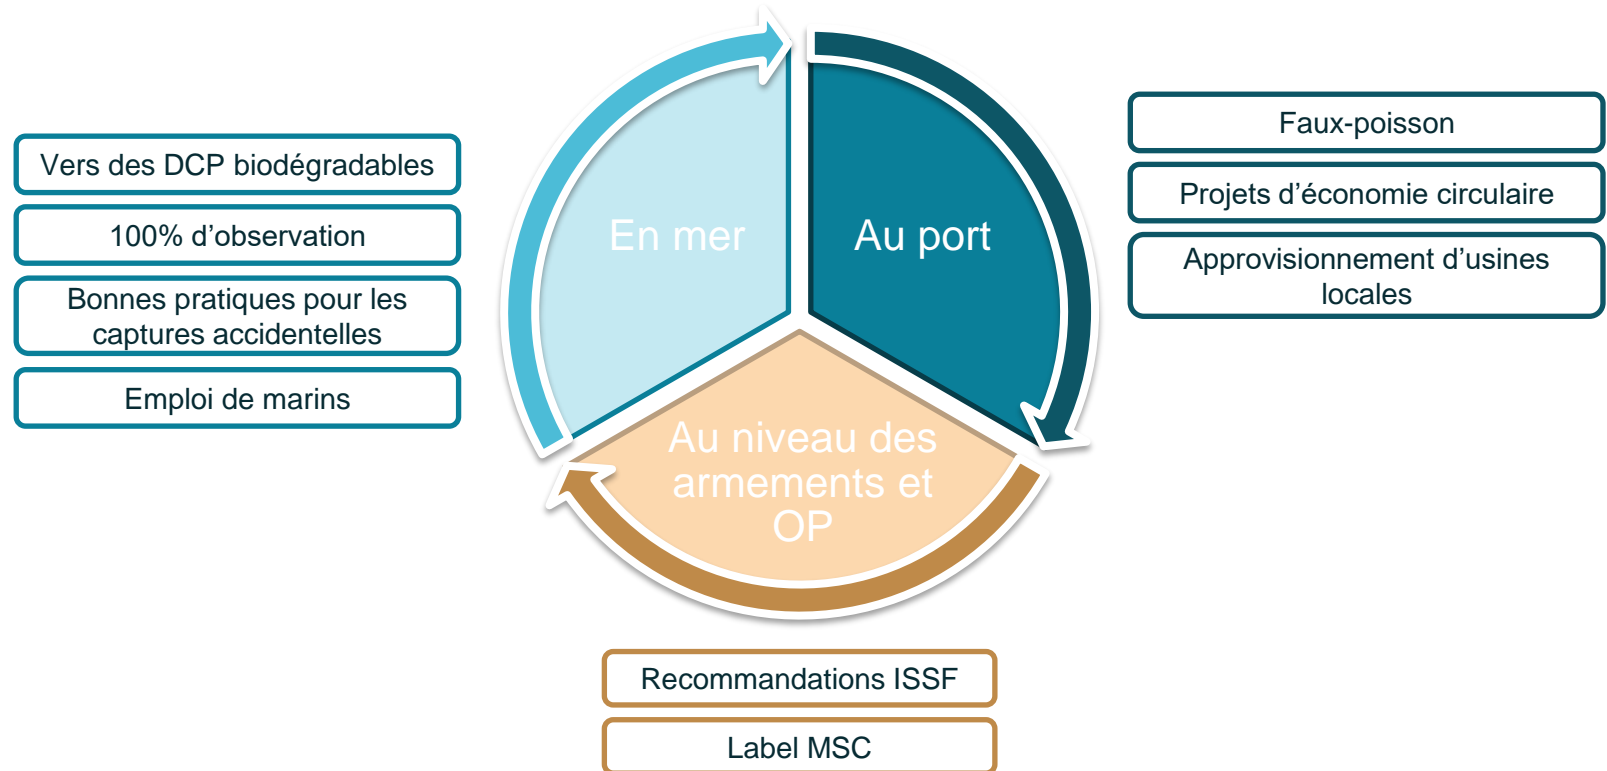 Vers des DCP biodégradables
100% d'observation
Bonnes pratiques pour les
captures accidentelles
Emploi de marins
En mer
Au port
Au niveau des
armements et
OP
Faux-poisson
Projets d'économie circulaire
Approvisionnement d'usines
locales
Recommandations ISSF
Label MSC